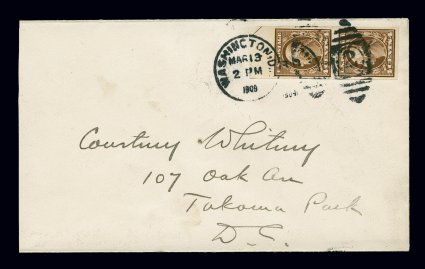 WASHINGTON, D.C.
MAR 13
2 PM
1909
Courtney Whitney
107 Oak Av
Takoma Park
D.C.